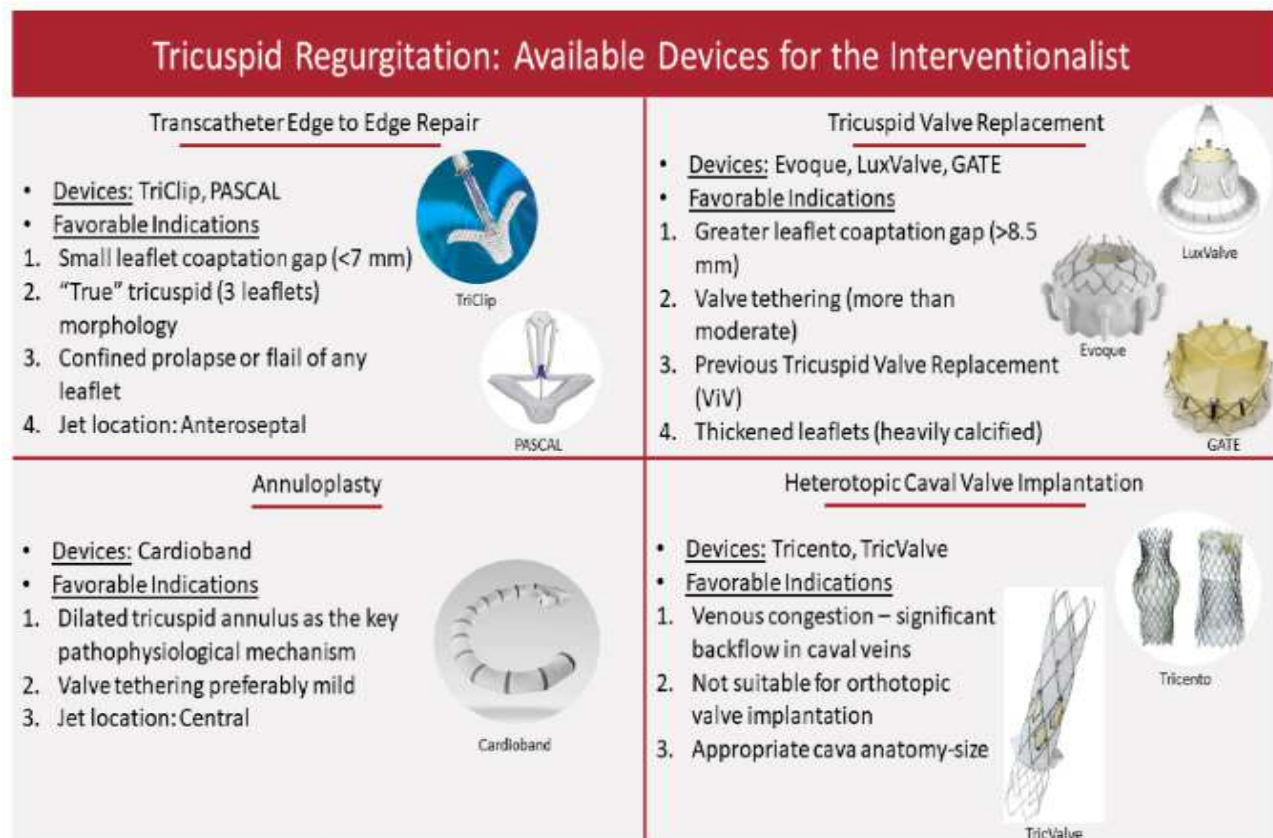 Tricuspid Regurgitation: Available Devices for the Interventionalist
Transcatheter Edge to Edge Repair
• Devices: TriClip, PASCAL
• Favorable Indications
1. Small leaflet coaptation gap (<7 mm)
2. “True” tricuspid (3 leaflets)
morphology
3. Confined prolapse or flail of any
leaflet
4. Jet location: Anteroseptal
TriClip
PASCAL
Tricuspid Valve Replacement
• Devices: Evoque, LuxValve, GATE
• Favorable Indications
1. Greater leaflet coaptation gap (>8.5
mm)
2. Valve tethering (more than
moderate)
3. Previous Tricuspid Valve Replacement
(ViV)
4. Thickened leaflets (heavily calcified)
LuxValve
Evoque
GATE
Annuloplasty
• Devices: Cardioband
• Favorable Indications
1. Dilated tricuspid annulus as the key
pathophysiological mechanism
2. Valve tethering preferably mild
3. Jet location: Central
Cardioband
Heterotopic Caval Valve Implantation
• Devices: Tricento, TricValve
• Favorable Indications
1. Venous congestion – significant
backflow in caval veins
2. Not suitable for orthotopic
valve implantation
3. Appropriate cava anatomy-size
Tricento
TricValve